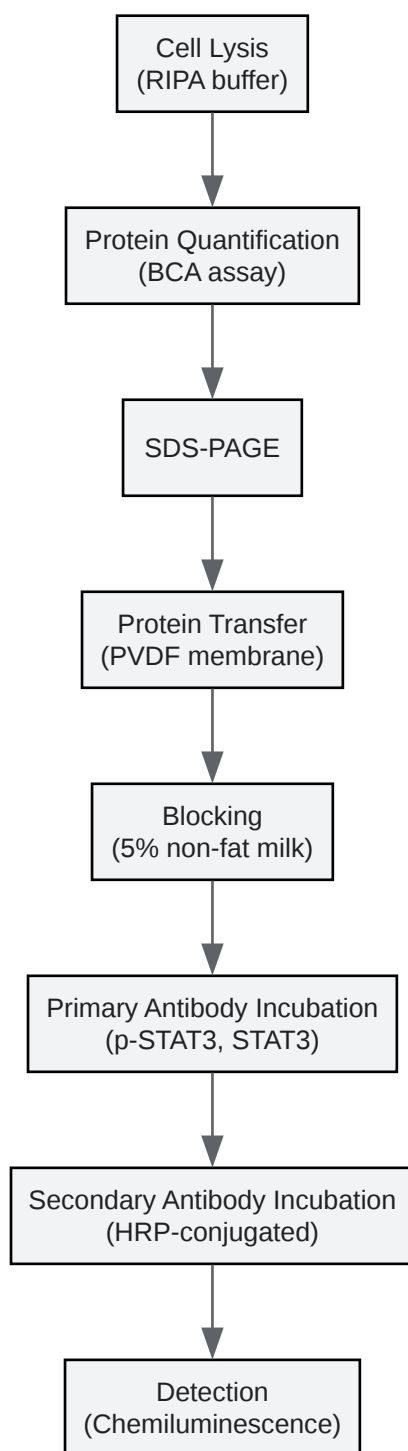 Cell Lysis
(RIPA buffer)
Protein Quantification
(BCA assay)
SDS-PAGE
Protein Transfer
(PVDF membrane)
Blocking
(5% non-fat milk)
Primary Antibody Incubation
(p-STAT3, STAT3)
Secondary Antibody Incubation
(HRP-conjugated)
Detection
(Chemiluminescence)